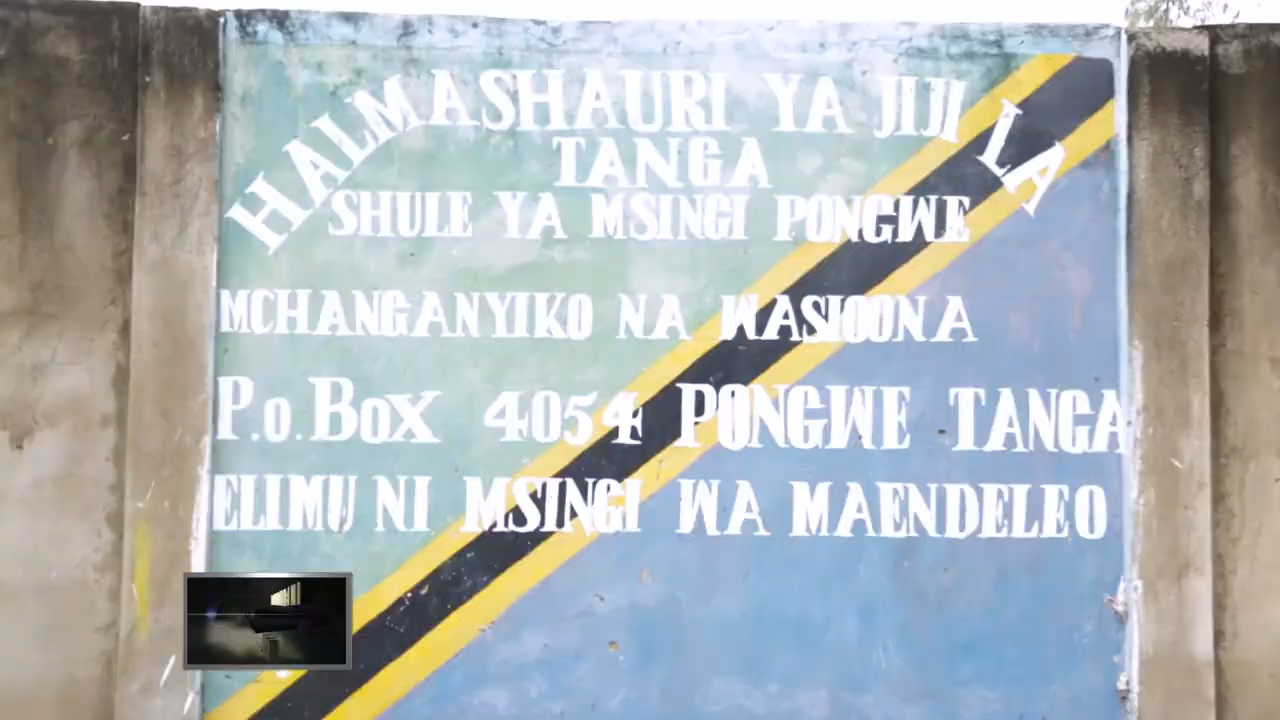 HALMASHAURI YA JIJI LA
TANGA
SHULE YA MSINGI PONGWE
MCHANGANYIKO NA WASIOONA
P.O. BOX 4054 PONGWE TANGA
ELIMU NI MSINGI WA MAENDELEO